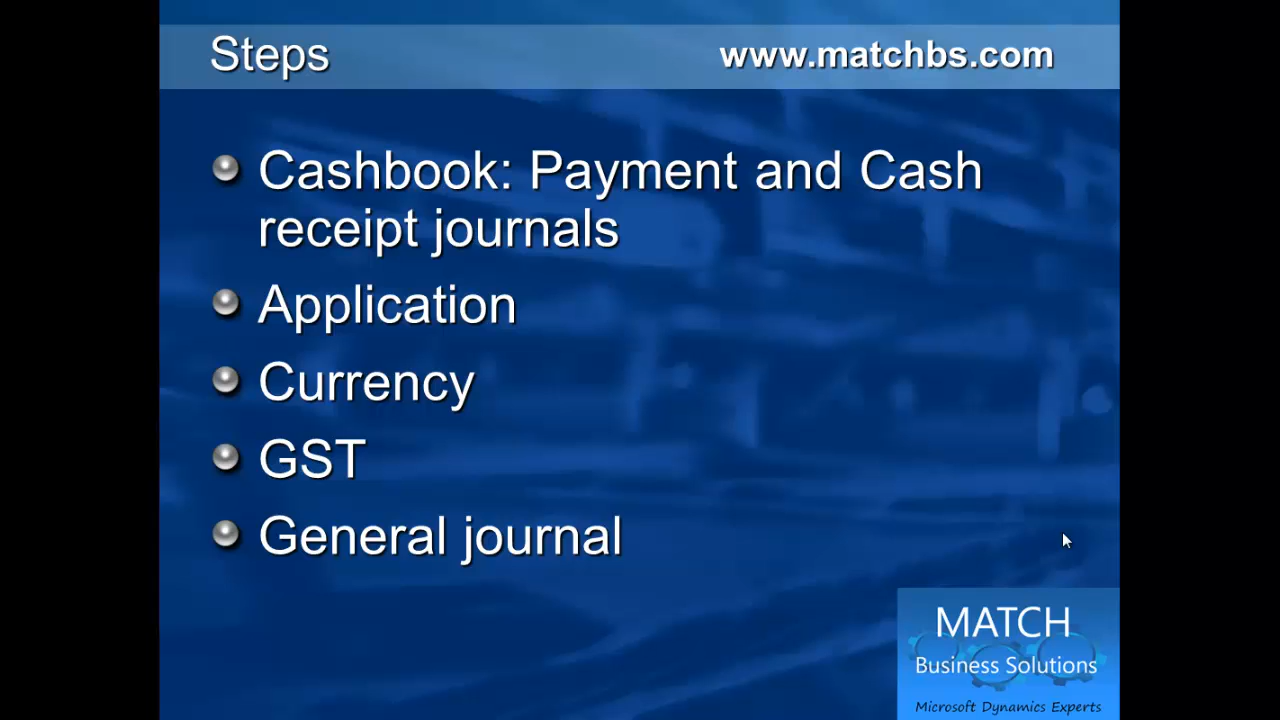 Steps
www.matchbs.com
Cashbook: Payment and Cash
receipt journals
Application
Currency
GST
General journal
MATCH
Business Solutions
Microsoft Dynamics Experts